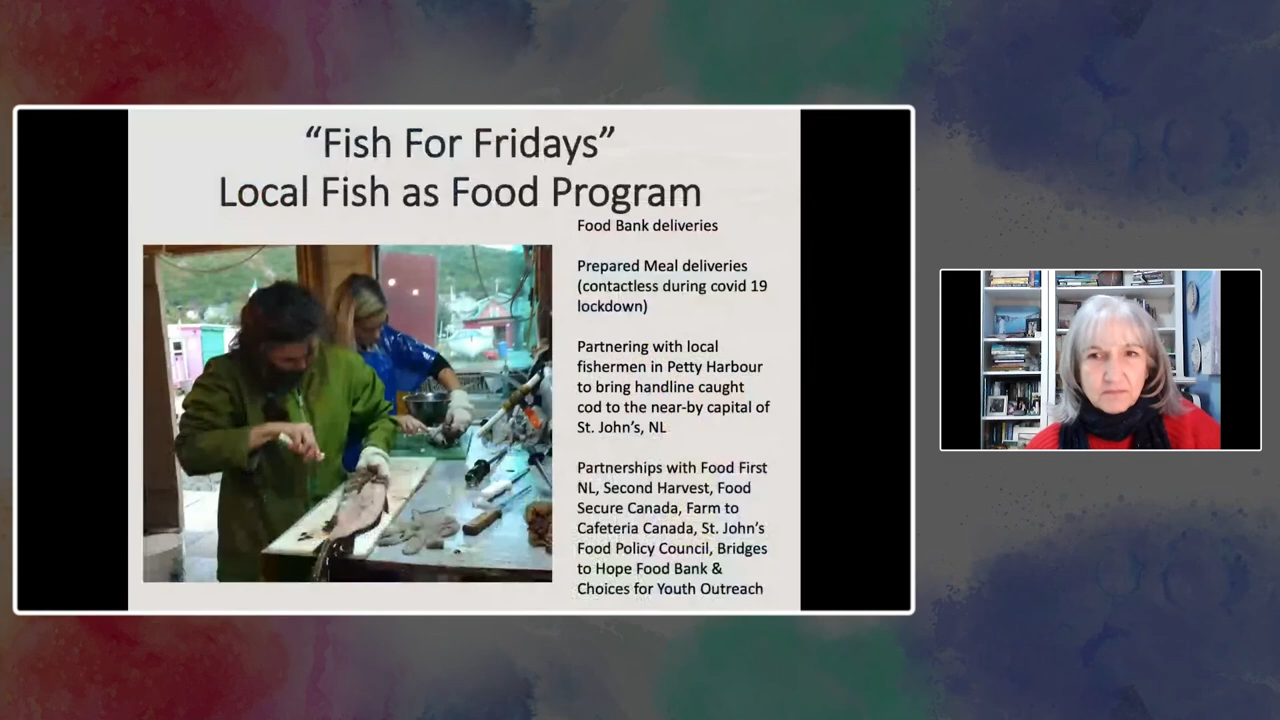 “Fish For Fridays”
Local Fish as Food Program
Food Bank deliveries
Prepared Meal deliveries
(contactless during covid 19
lockdown)
Partnering with local
fishermen in Petty Harbour
to bring handline caught
cod to the near-by capital of
St. John’s, NL
Partnerships with Food First
NL, Second Harvest, Food
Secure Canada, Farm to
Cafeteria Canada, St. John’s
Food Policy Council, Bridges
to Hope Food Bank &
Choices for Youth Outreach